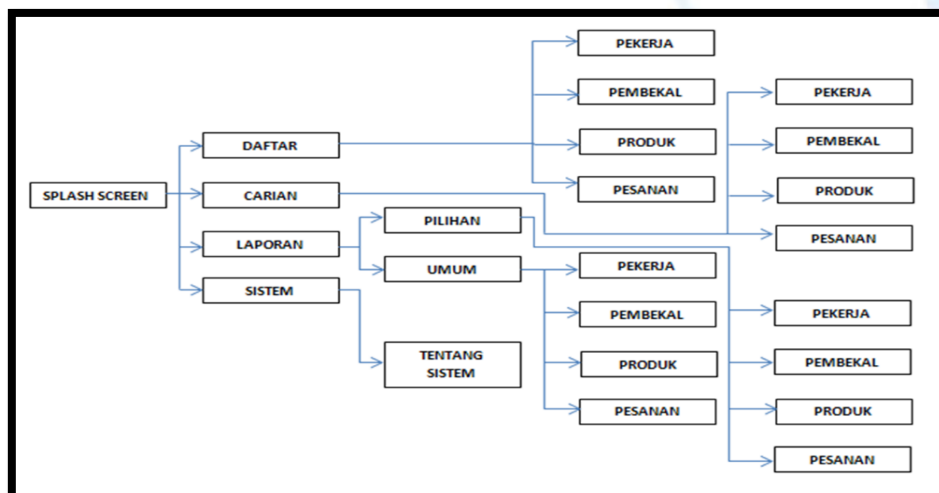 SPLASH SCREEN
DAFTAR
CARIAN
LAPORAN
SISTEM
PILIHAN
UMUM
TENTANG
SISTEM
PEKERJA
PEMBEKAL
PRODUK
PESANAN
PEKERJA
PEMBEKAL
PRODUK
PESANAN
PEKERJA
PEMBEKAL
PRODUK
PESANAN
PEKERJA
PEMBEKAL
PRODUK
PESANAN